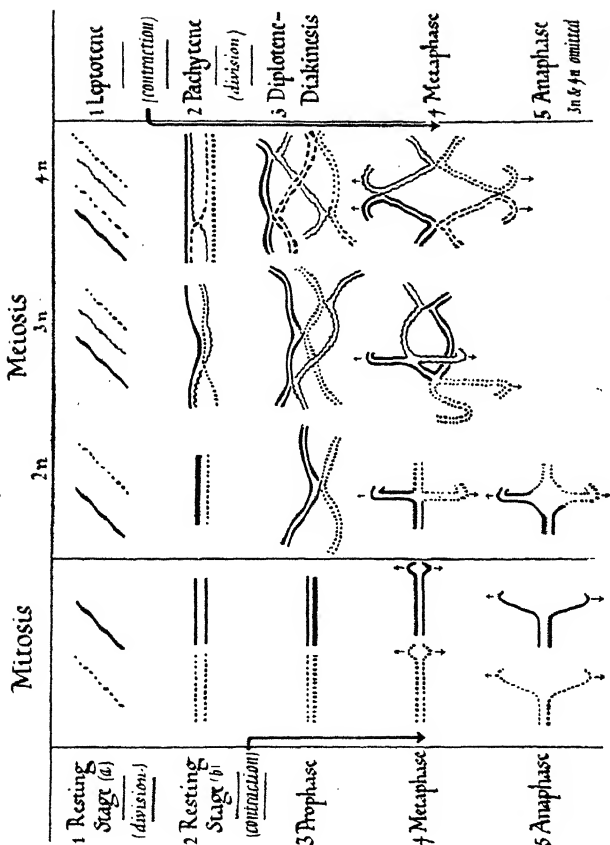 Mitosis
Meiosis
2n
3n
4n
1 Resting
Stage (a)
(division)
2 Resting
Stage (b)
(contraction)
3 Prophase
4 Metaphase
5 Anaphase
1 Leptotene
(contraction)
2 Pachytene
(division)
3 Diplotene-
Diakinesis
4 Metaphase
5 Anaphase
3n & 4n omitted